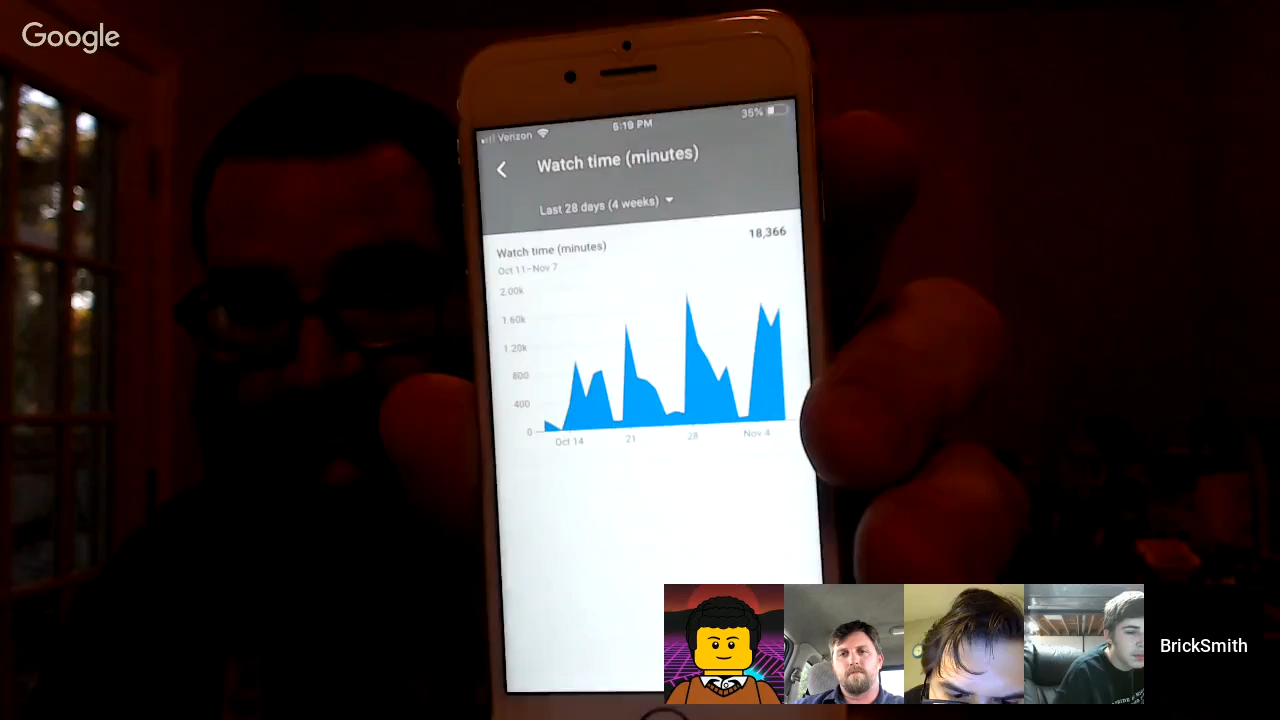 Google
Verizon 6:19 PM 35%
Watch time (minutes)
Last 28 days (4 weeks)
Watch time (minutes) 18,366
Oct 11–Nov 7
2.00k
1.60k
1.20k
800
400
0
Oct 14 21 28 Nov 4
BrickSmith